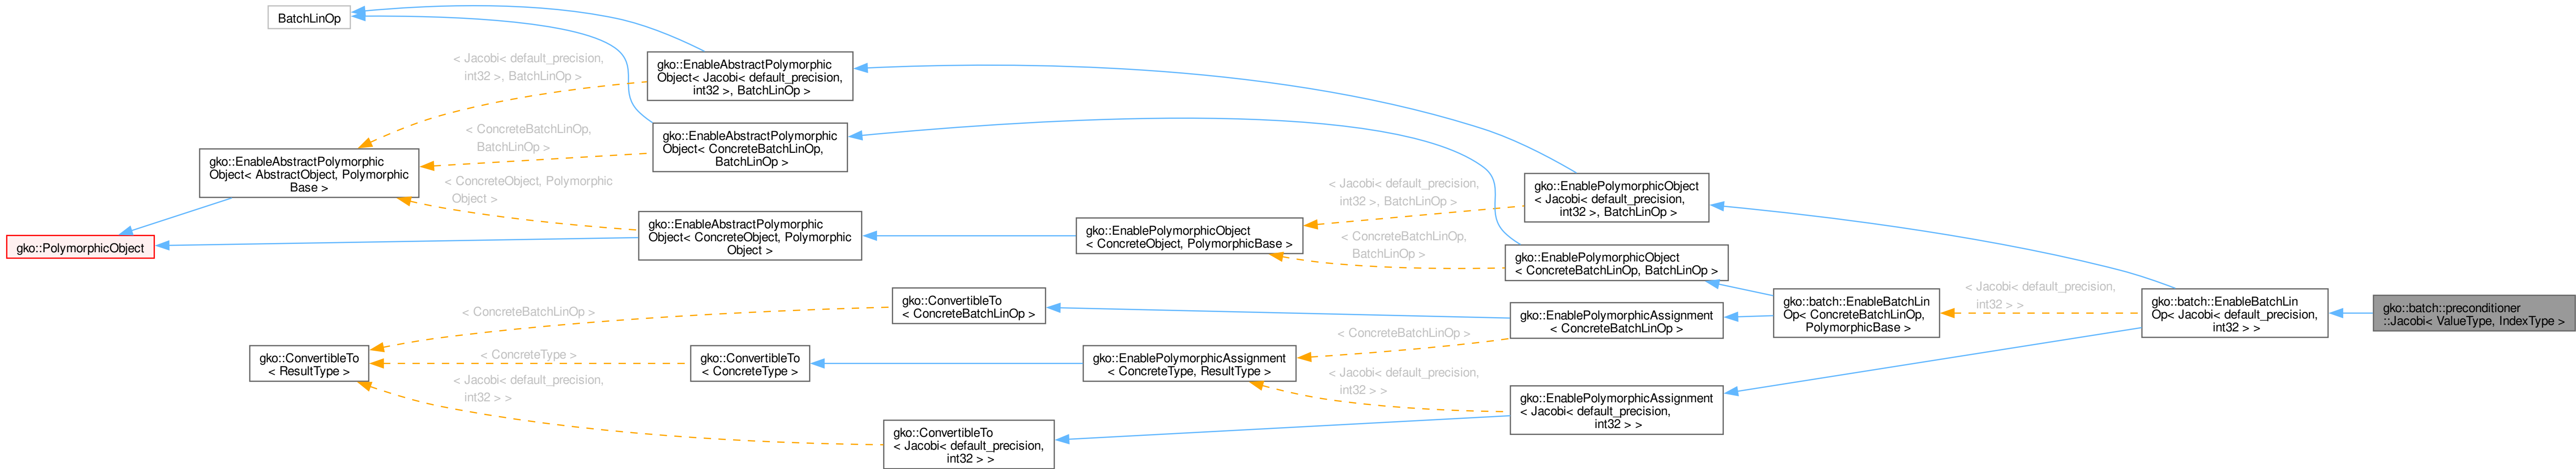 BatchLinOp
gko::EnableAbstractPolymorphic
Object< Jacobi< default_precision,
int32 >, BatchLinOp >
< Jacobi< default_precision,
int32 >, BatchLinOp >
gko::EnableAbstractPolymorphic
Object< ConcreteBatchLinOp,
BatchLinOp >
< ConcreteBatchLinOp,
BatchLinOp >
gko::EnableAbstractPolymorphic
Object< AbstractObject, Polymorphic
Base >
< ConcreteObject, Polymorphic
Object >
gko::PolymorphicObject
gko::EnableAbstractPolymorphic
Object< ConcreteObject, Polymorphic
Object >
gko::EnablePolymorphicObject
< ConcreteObject, PolymorphicBase >
< Jacobi< default_precision,
int32 >, BatchLinOp >
< ConcreteBatchLinOp,
BatchLinOp >
gko::EnablePolymorphicObject
< Jacobi< default_precision,
int32 >, BatchLinOp >
gko::EnablePolymorphicObject
< ConcreteBatchLinOp, BatchLinOp >
gko::ConvertibleTo
< ConcreteBatchLinOp >
< ConcreteBatchLinOp >
gko::EnablePolymorphicAssignment
< ConcreteBatchLinOp >
gko::batch::EnableBatchLin
Op< ConcreteBatchLinOp,
PolymorphicBase >
< Jacobi< default_precision,
int32 > >
gko::batch::EnableBatchLin
Op< Jacobi< default_precision,
int32 > >
gko::batch::preconditioner
::Jacobi< ValueType, IndexType >
gko::ConvertibleTo
< ResultType >
< ConcreteType >
gko::ConvertibleTo
< ConcreteType >
gko::EnablePolymorphicAssignment
< ConcreteType, ResultType >
< ConcreteBatchLinOp >
< Jacobi< default_precision,
int32 > >
< Jacobi< default_precision,
int32 > >
gko::EnablePolymorphicAssignment
< Jacobi< default_precision,
int32 > >
gko::ConvertibleTo
< Jacobi< default_precision,
int32 > >